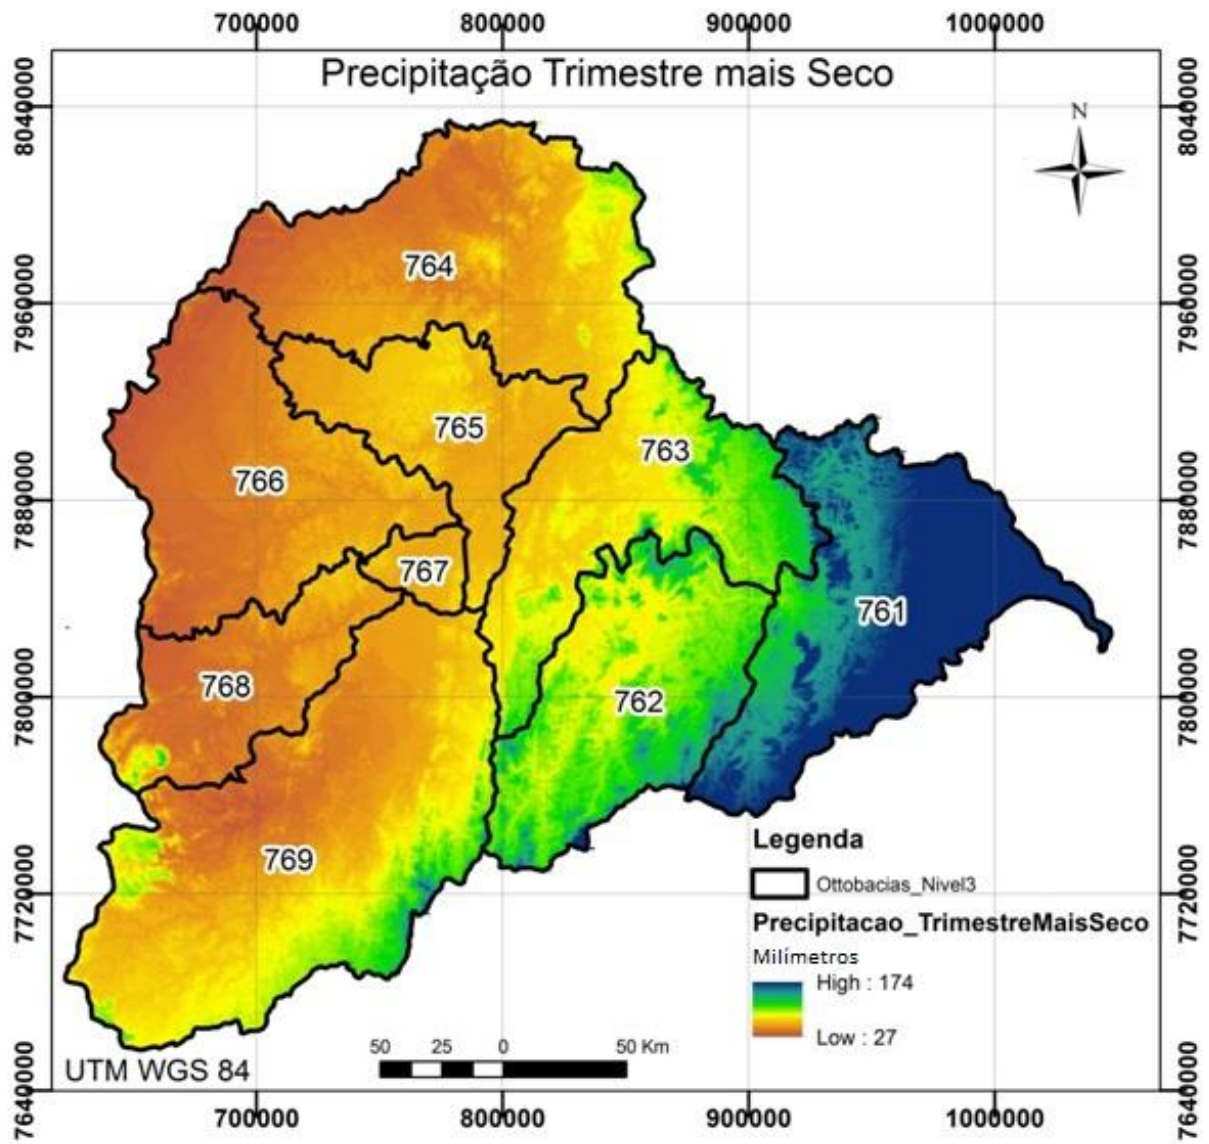 700000 800000 900000 1000000
Precipitação Trimestre mais Seco
8040000 8040000
N
764
7960000 7960000
765
763
766
7880000 7880000
767
761
768
762
7800000 7800000
769
Legenda
Ottobacias_Nivel3
7720000 7720000
Precipitacao_TrimestreMaisSeco
Milímetros
High : 174
Low : 27
50 25 0 50 Km
UTM WGS 84
7640000 7640000
700000 800000 900000 1000000